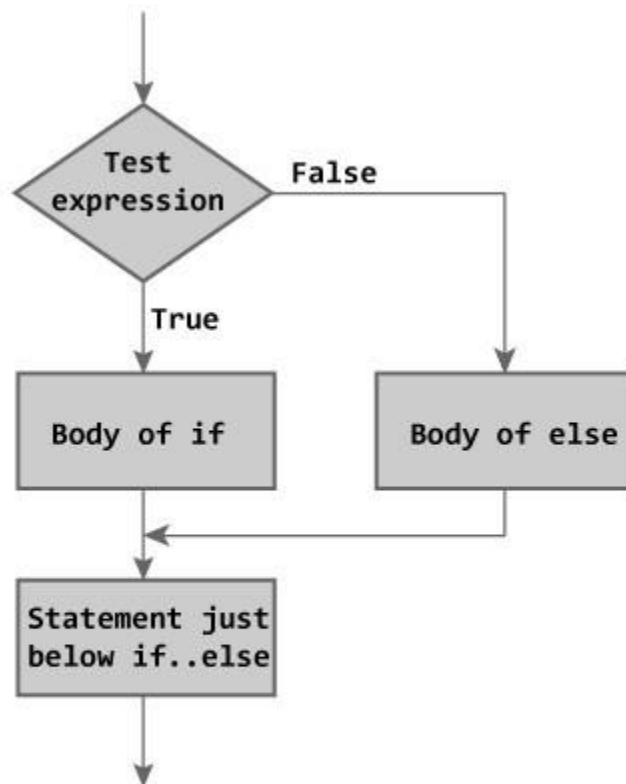 Test
expression
False
True
Body of if
Body of else
Statement just
below if..else